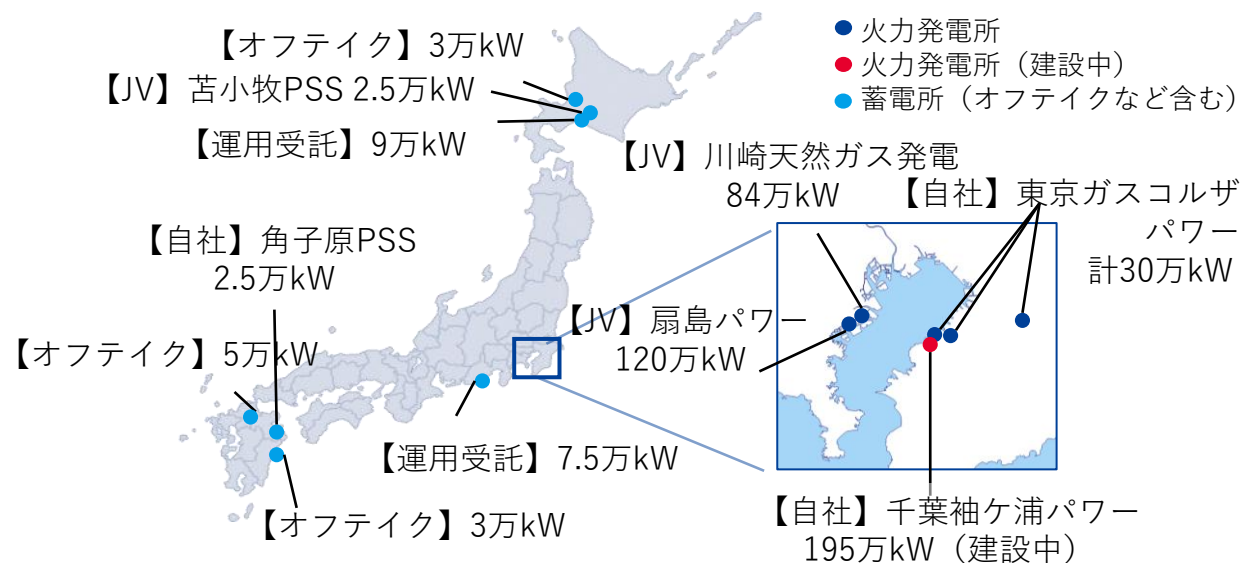 火力発電所
火力発電所（建設中）
蓄電所（オフテイクなど含む）
【オフテイク】3万kW
【JV】苫小牧PSS 2.5万kW
【運用受託】9万kW
【JV】川崎天然ガス発電
84万kW
【自社】東京ガスコルザ
パワー
計30万kW
【自社】角子原PSS
2.5万kW
【JV】扇島パワー
120万kW
【オフテイク】5万kW
【運用受託】7.5万kW
【オフテイク】3万kW
【自社】千葉袖ケ浦パワー
195万kW（建設中）